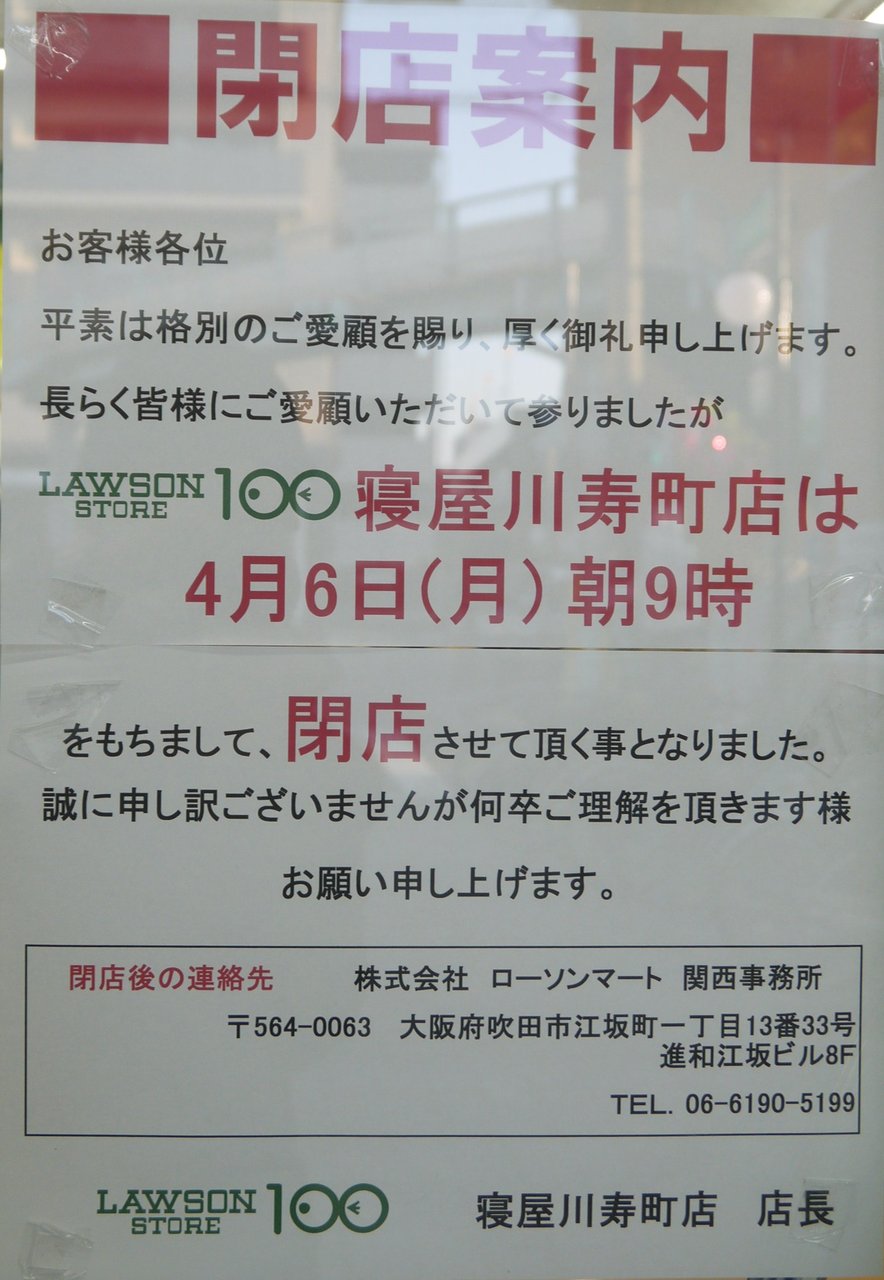 ■閉店案内■
お客様各位
平素は格別のご愛顧を賜り、厚く御礼申し上げます。
長らく皆様にご愛顧いただいて参りましたが
LAWSON STORE 100 寝屋川寿町店は
4月6日(月)朝9時
をもちまして、閉店させて頂く事となりました。
誠に申し訳ございませんが何卒ご理解を頂きます様
お願い申し上げます。
閉店後の連絡先 株式会社 ローソンマート 関西事務所
〒564-0063 大阪府吹田市江坂町一丁目13番33号
進和江坂ビル8F
TEL. 06-6190-5199
LAWSON STORE 100 寝屋川寿町店 店長